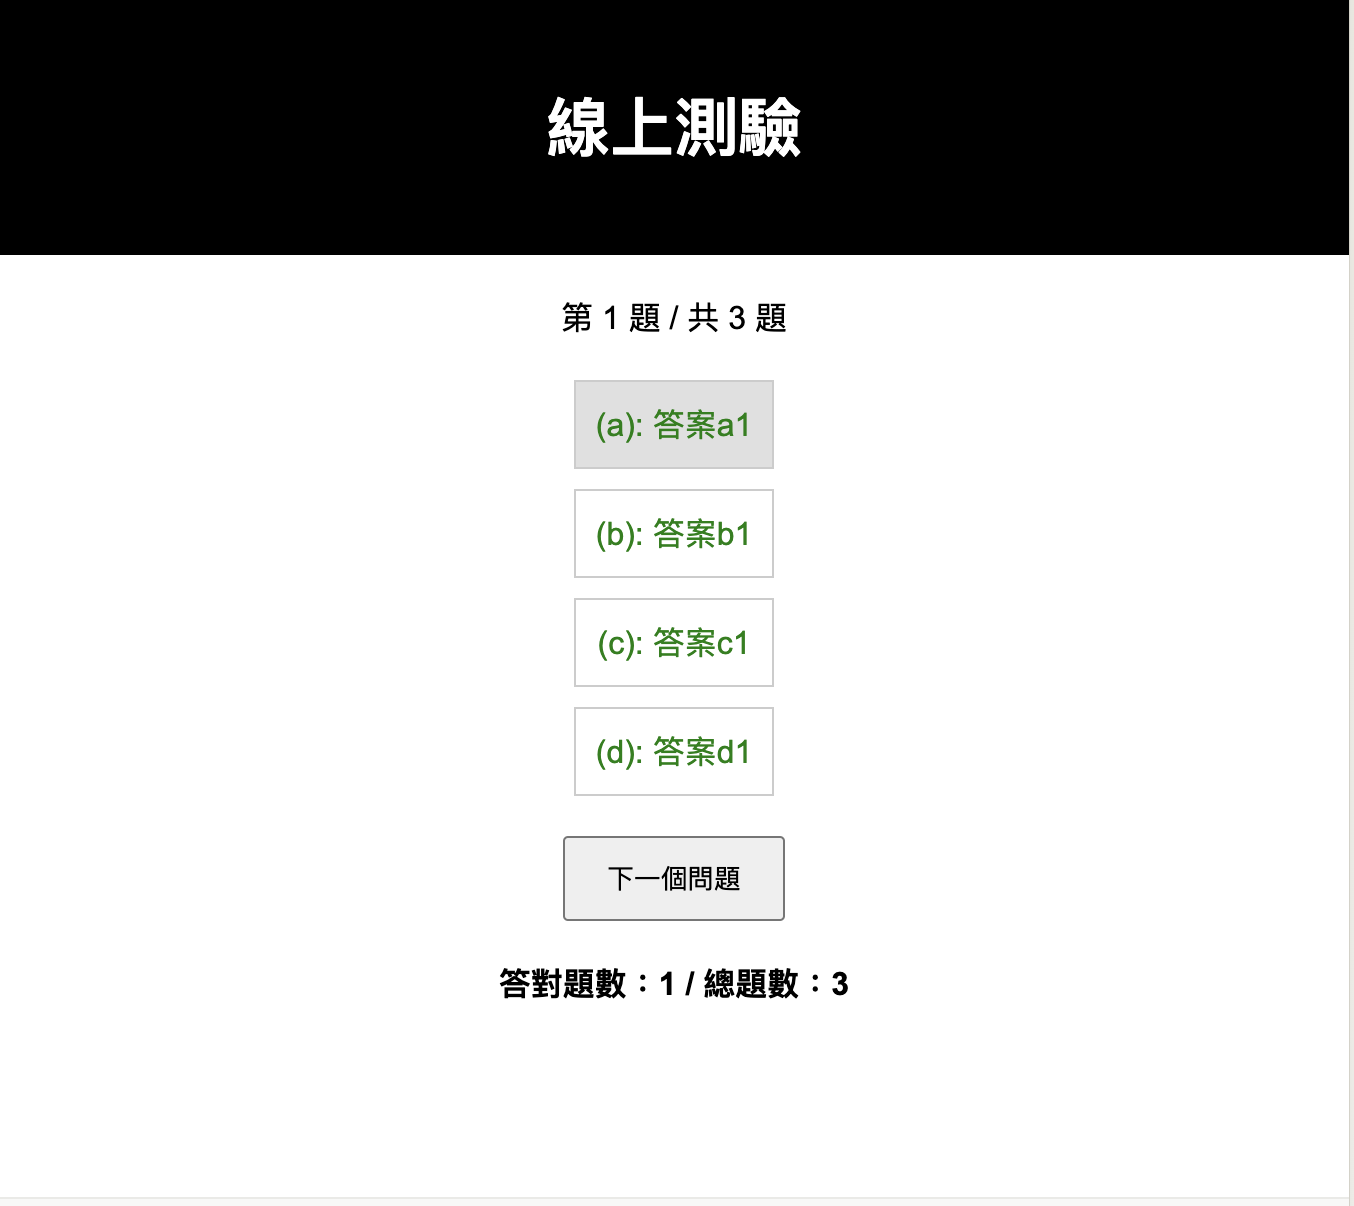 線上測驗
第 1 題 / 共 3 題
(a): 答案a1
(b): 答案b1
(c): 答案c1
(d): 答案d1
下一個問題
答對題數：1 / 總題數：3